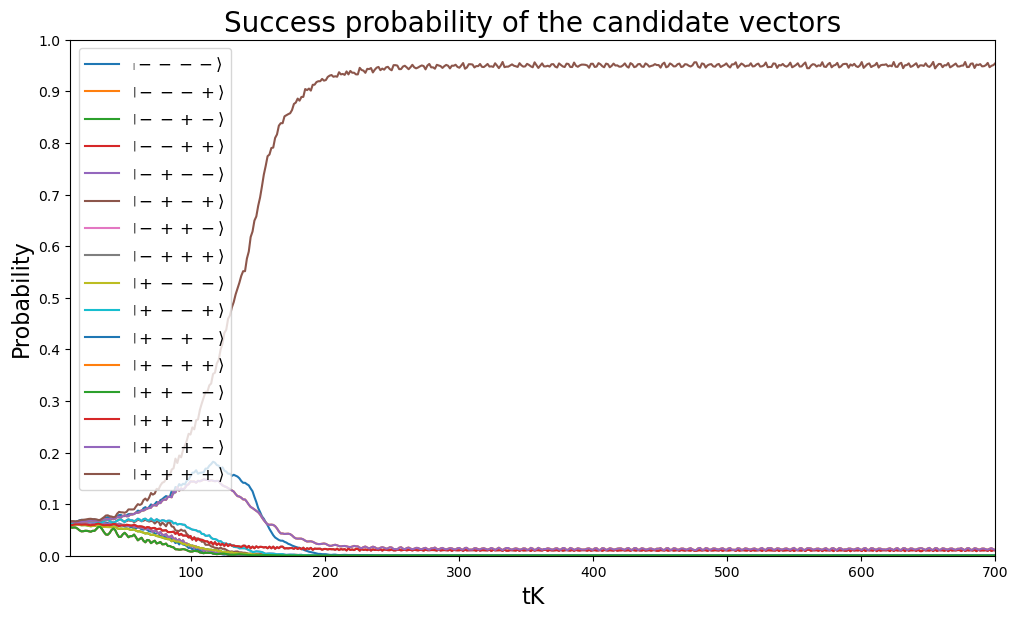 Success probability of the candidate vectors
1.0
0.9
0.8
0.7
0.6
0.5
0.4
0.3
0.2
0.1
0.0
Probability
|− − − −⟩
|− − − +⟩
|− − + −⟩
|− − + +⟩
|− + − −⟩
|− + − +⟩
|− + + −⟩
|− + + +⟩
|+ − − −⟩
|+ − − +⟩
|+ − + −⟩
|+ − + +⟩
|+ + − −⟩
|+ + − +⟩
|+ + + −⟩
|+ + + +⟩
100 200 300 400 500 600 700
tK